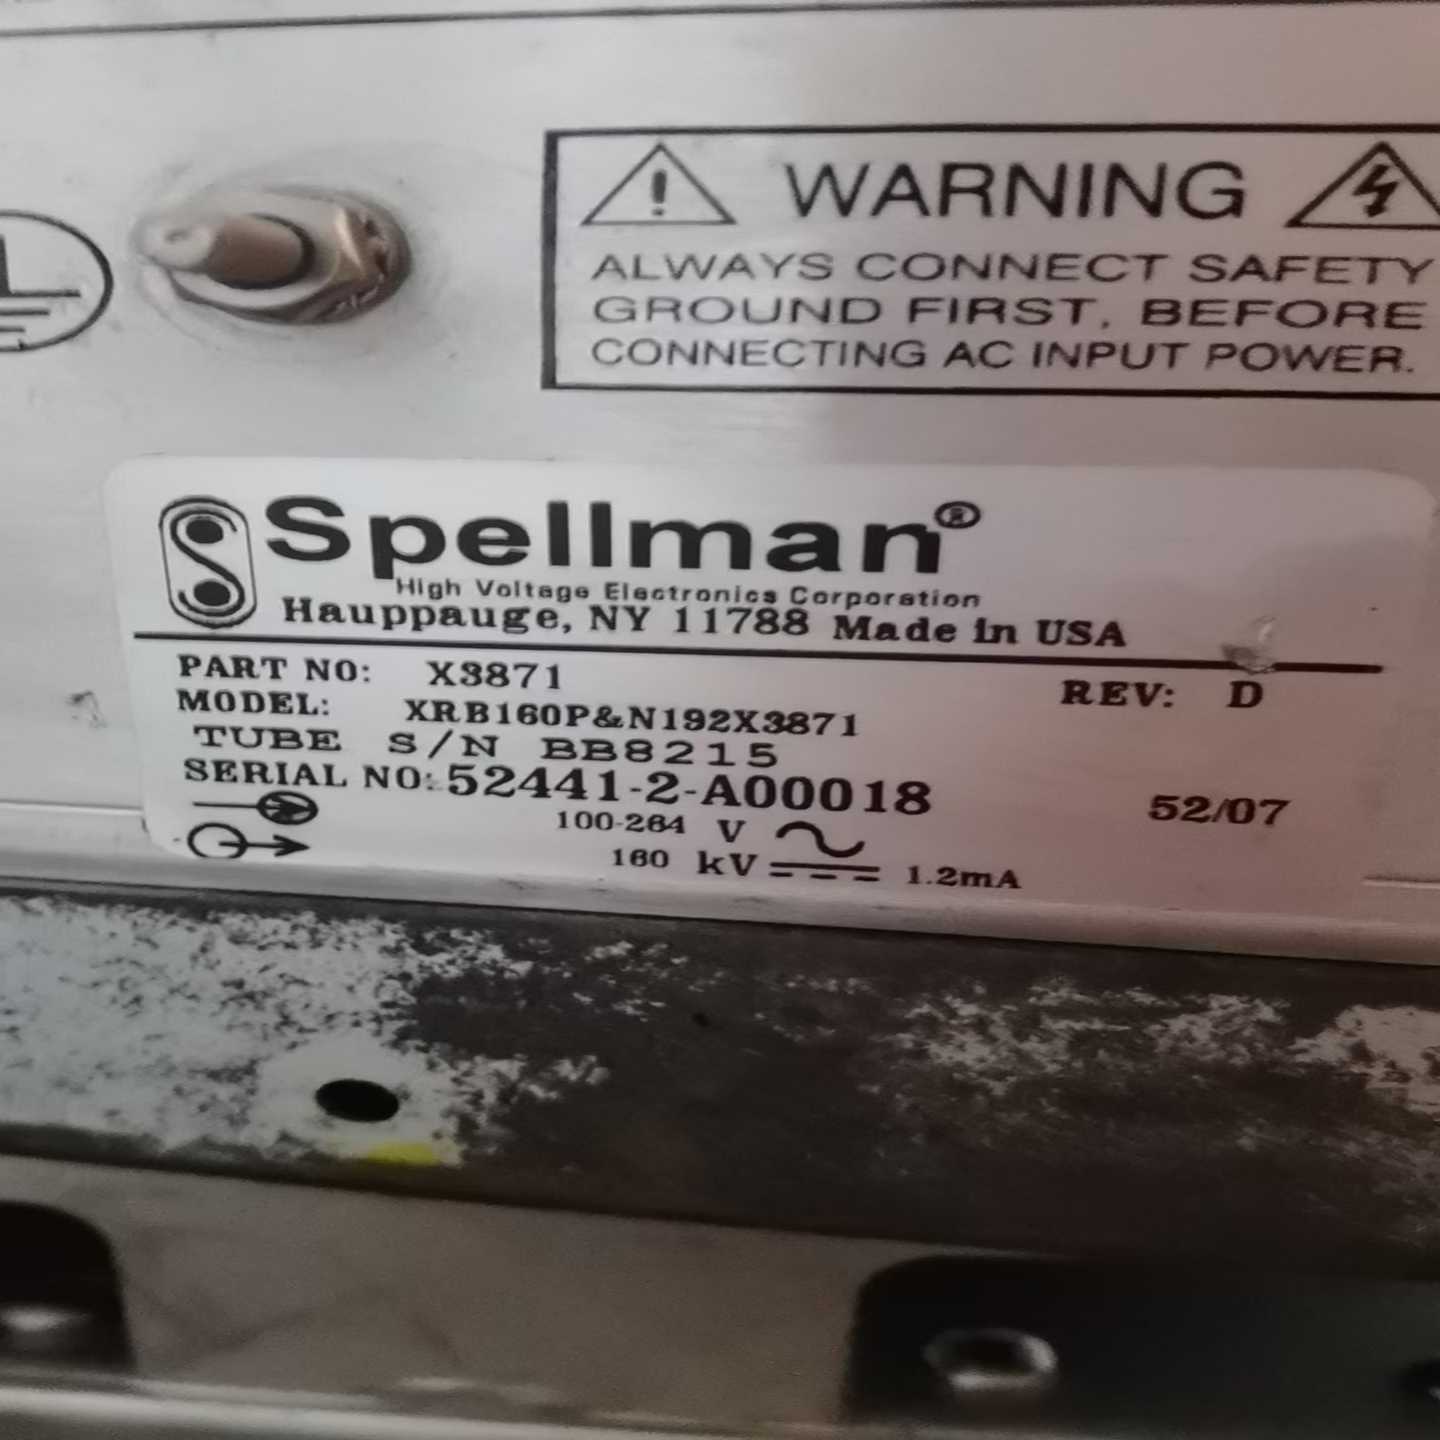 WARNING
ALWAYS CONNECT SAFETY
GROUND FIRST, BEFORE
CONNECTING AC INPUT POWER.
Spellman®
High Voltage Electronics Corporation
Hauppauge, NY 11788 Made in USA
PART NO: X3871
REV: D
MODEL: XRB160P&N192X3871
TUBE S/N BB8215
SERIAL NO: 52441-2-A00018 52/07
100-264 V
160 kV 1.2mA